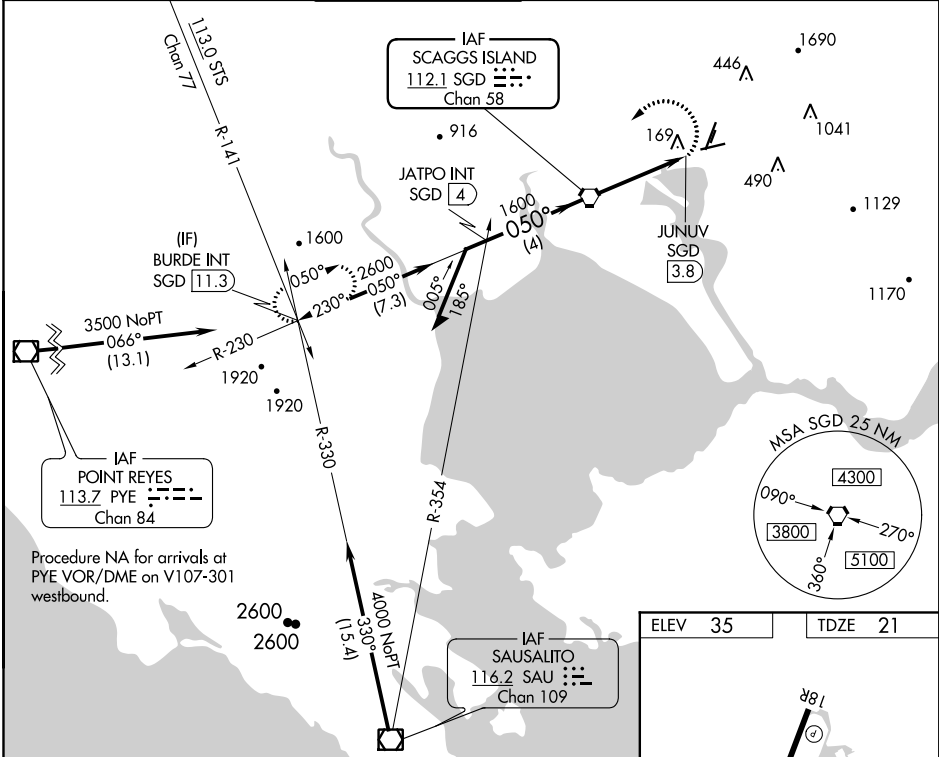 113.0 STS
Chan 77
R-141
IAF
SCAGGS ISLAND
112.1 SGD
Chan 58
1690
446
1041
916
169
490
JATPO INT
SGD 4
1600
050°
(4)
1129
JUNUV
SGD
3.8
1170
(IF)
BURDE INT
SGD 11.3
1600
050°
2600
050°
(7.3)
230°
005°
185°
3500 NoPT
066°
(13.1)
R-230
1920
1920
R-330
R-354
IAF
POINT REYES
113.7 PYE
Chan 84
Procedure NA for arrivals at
PYE VOR/DME on V107-301
westbound.
MSA SGD 25 NM
4300
090°
270°
3800
5100
360°
2600
2600
4000 NoPT
330°
(15.4)
IAF
SAUSALITO
116.2 SAU
Chan 109
ELEV 35
TDZE 21
18R
P